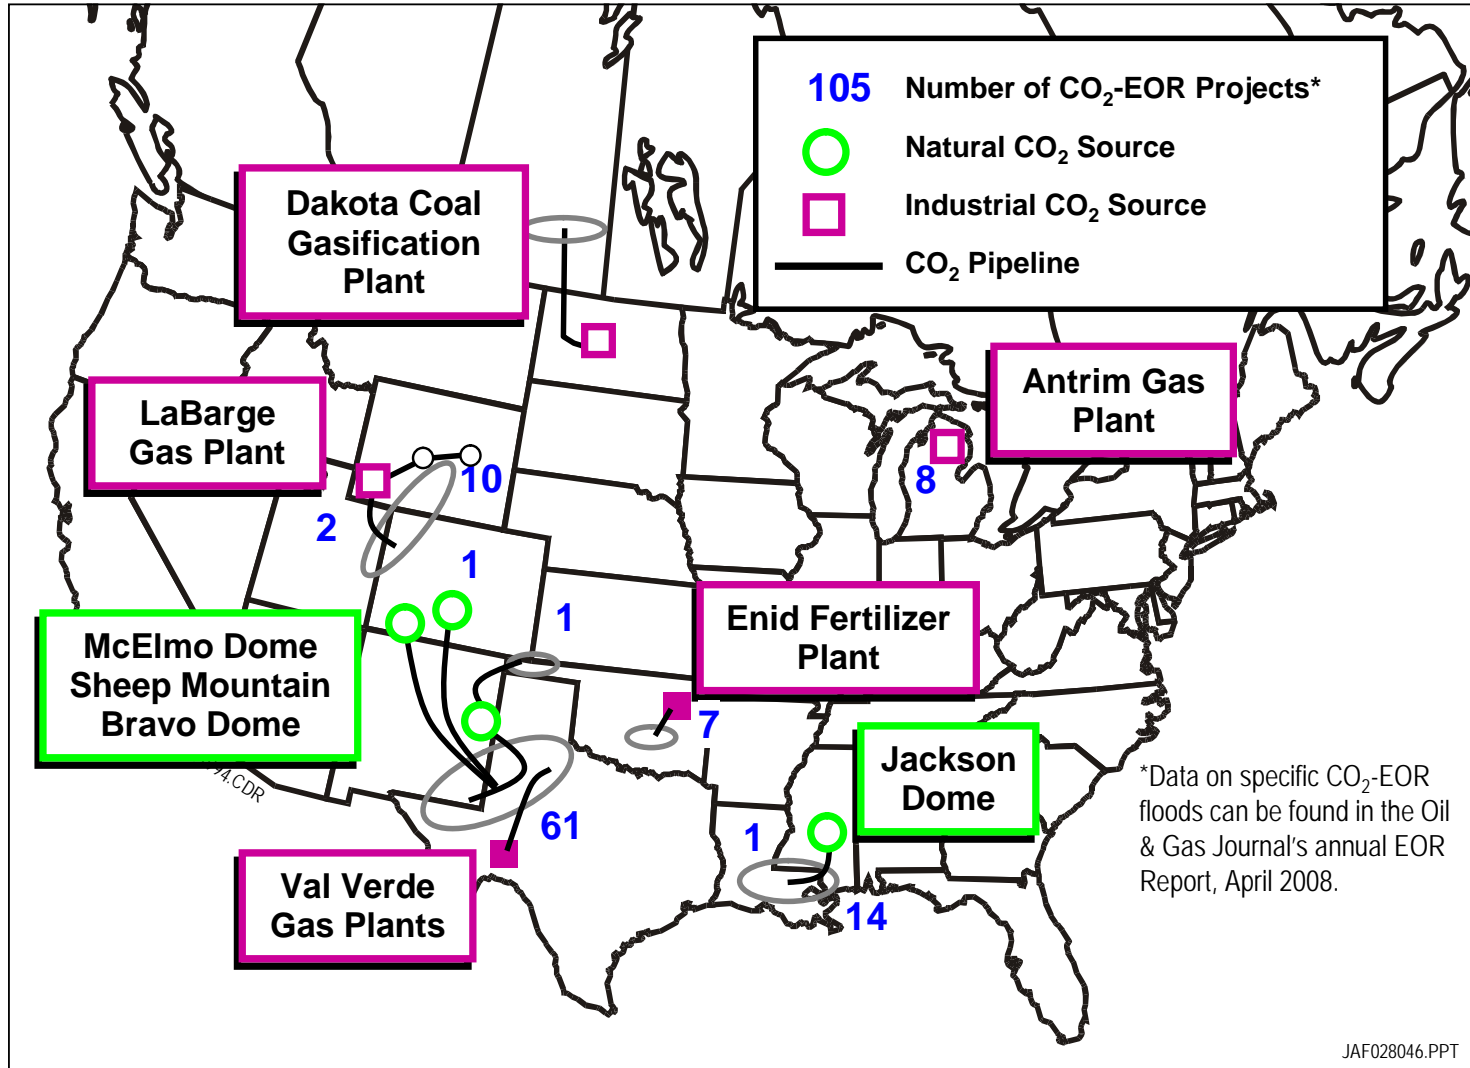 105 Number of CO₂-EOR Projects*
Natural CO₂ Source
Industrial CO₂ Source
CO₂ Pipeline
Dakota Coal
Gasification
Plant
LaBarge
Gas Plant
Antrim Gas
Plant
10
8
2
1
1
McElmo Dome
Sheep Mountain
Bravo Dome
Enid Fertilizer
Plant
7
Jackson
Dome
61
1
14
Val Verde
Gas Plants
*Data on specific CO₂-EOR
floods can be found in the Oil
& Gas Journal's annual EOR
Report, April 2008.
JAF028046.PPT